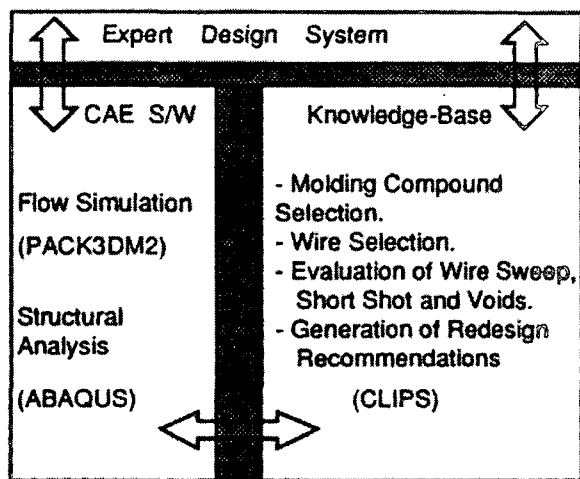 Expert Design System
CAE S/W
Flow Simulation
(PACK3DM2)
Structural
Analysis
(ABAQUS)
Knowledge-Base
- Molding Compound
Selection.
- Wire Selection.
- Evaluation of Wire Sweep,
Short Shot and Voids.
- Generation of Redesign
Recommendations
(CLIPS)